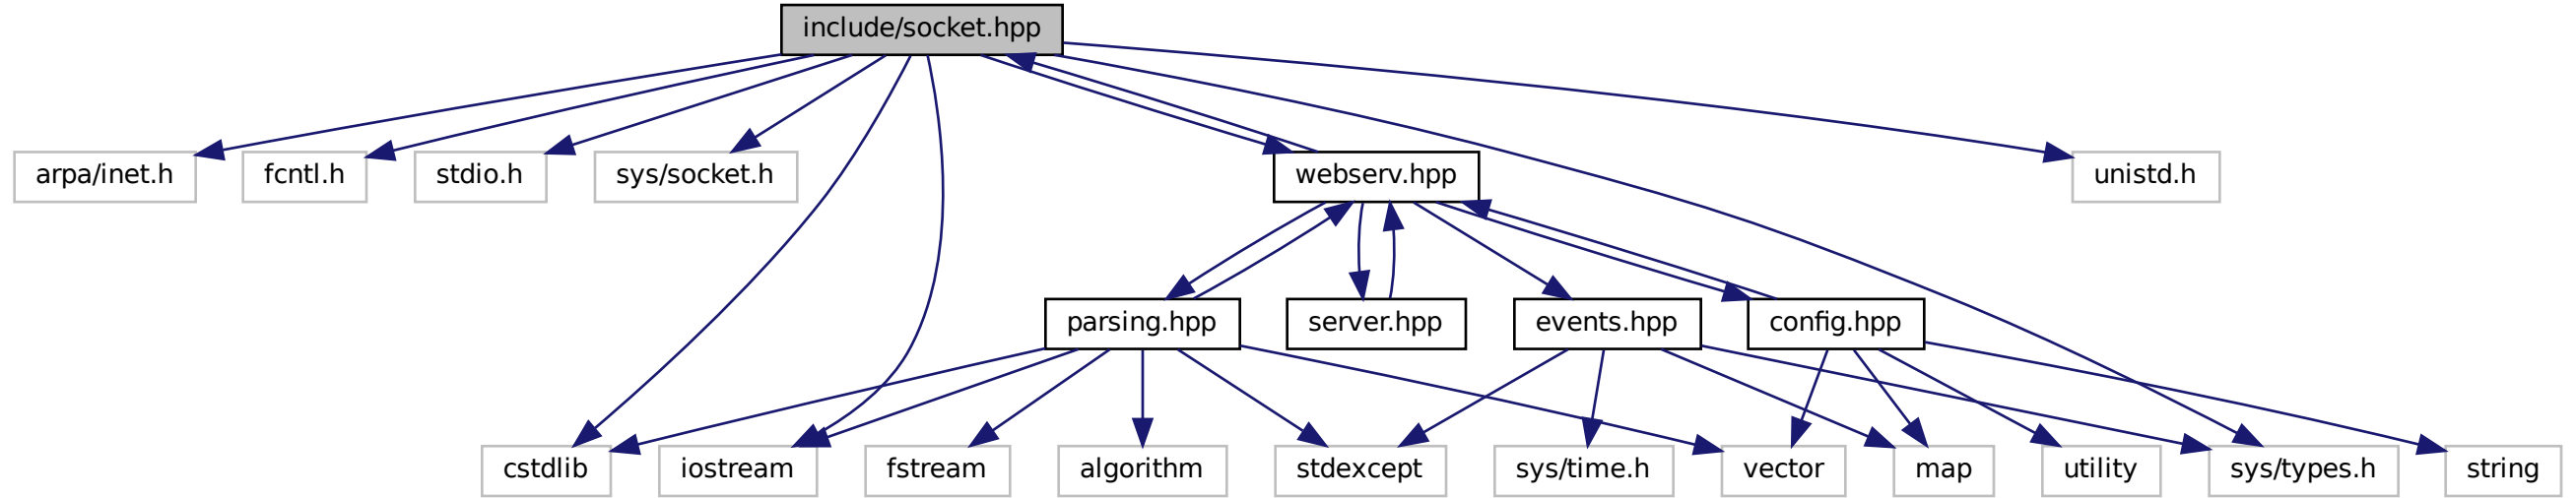 include/socket.hpp
arpa/inet.h
fcntl.h
stdio.h
sys/socket.h
webserv.hpp
unistd.h
parsing.hpp
server.hpp
events.hpp
config.hpp
cstdlib
iostream
fstream
algorithm
stdexcept
sys/time.h
vector
map
utility
sys/types.h
string